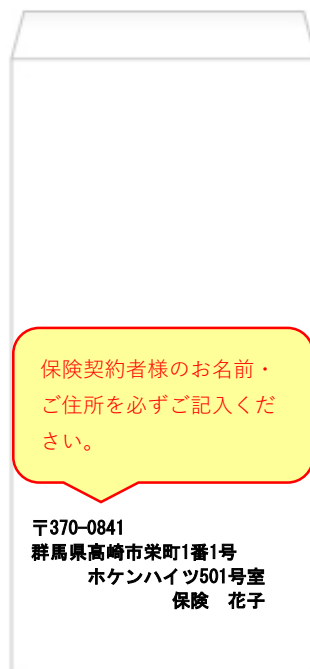 保険契約者様のお名前・
ご住所を必ずご記入くだ
さい。
〒370-0841
群馬県高崎市栄町1番1号
ホケンハイツ501号室
保険　花子